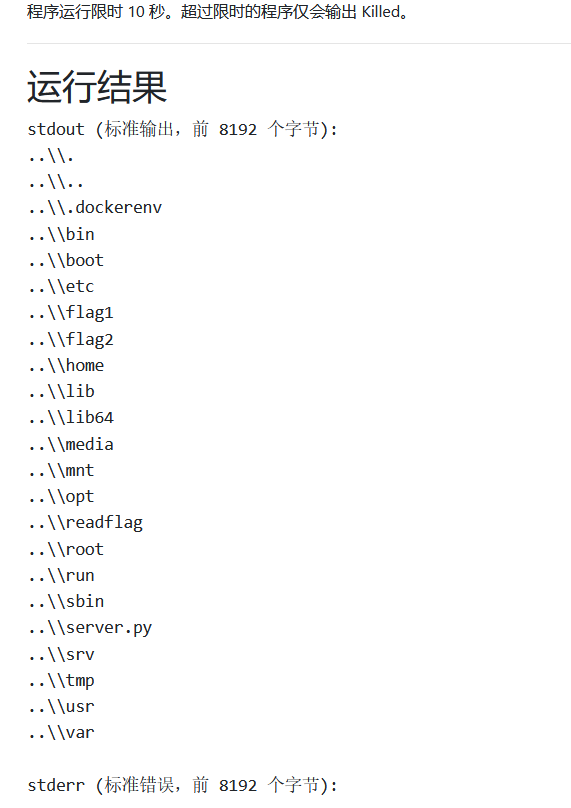 程序运行限时 10 秒。超过限时的程序仅会输出 Killed。
运行结果
stdout (标准输出，前 8192 个字节):
..\\.
..\\..
..\\.dockerenv
..\\bin
..\\boot
..\\etc
..\\flag1
..\\flag2
..\\home
..\\lib
..\\lib64
..\\media
..\\mnt
..\\opt
..\\readflag
..\\root
..\\run
..\\sbin
..\\server.py
..\\srv
..\\tmp
..\\usr
..\\var
stderr (标准错误，前 8192 个字节):